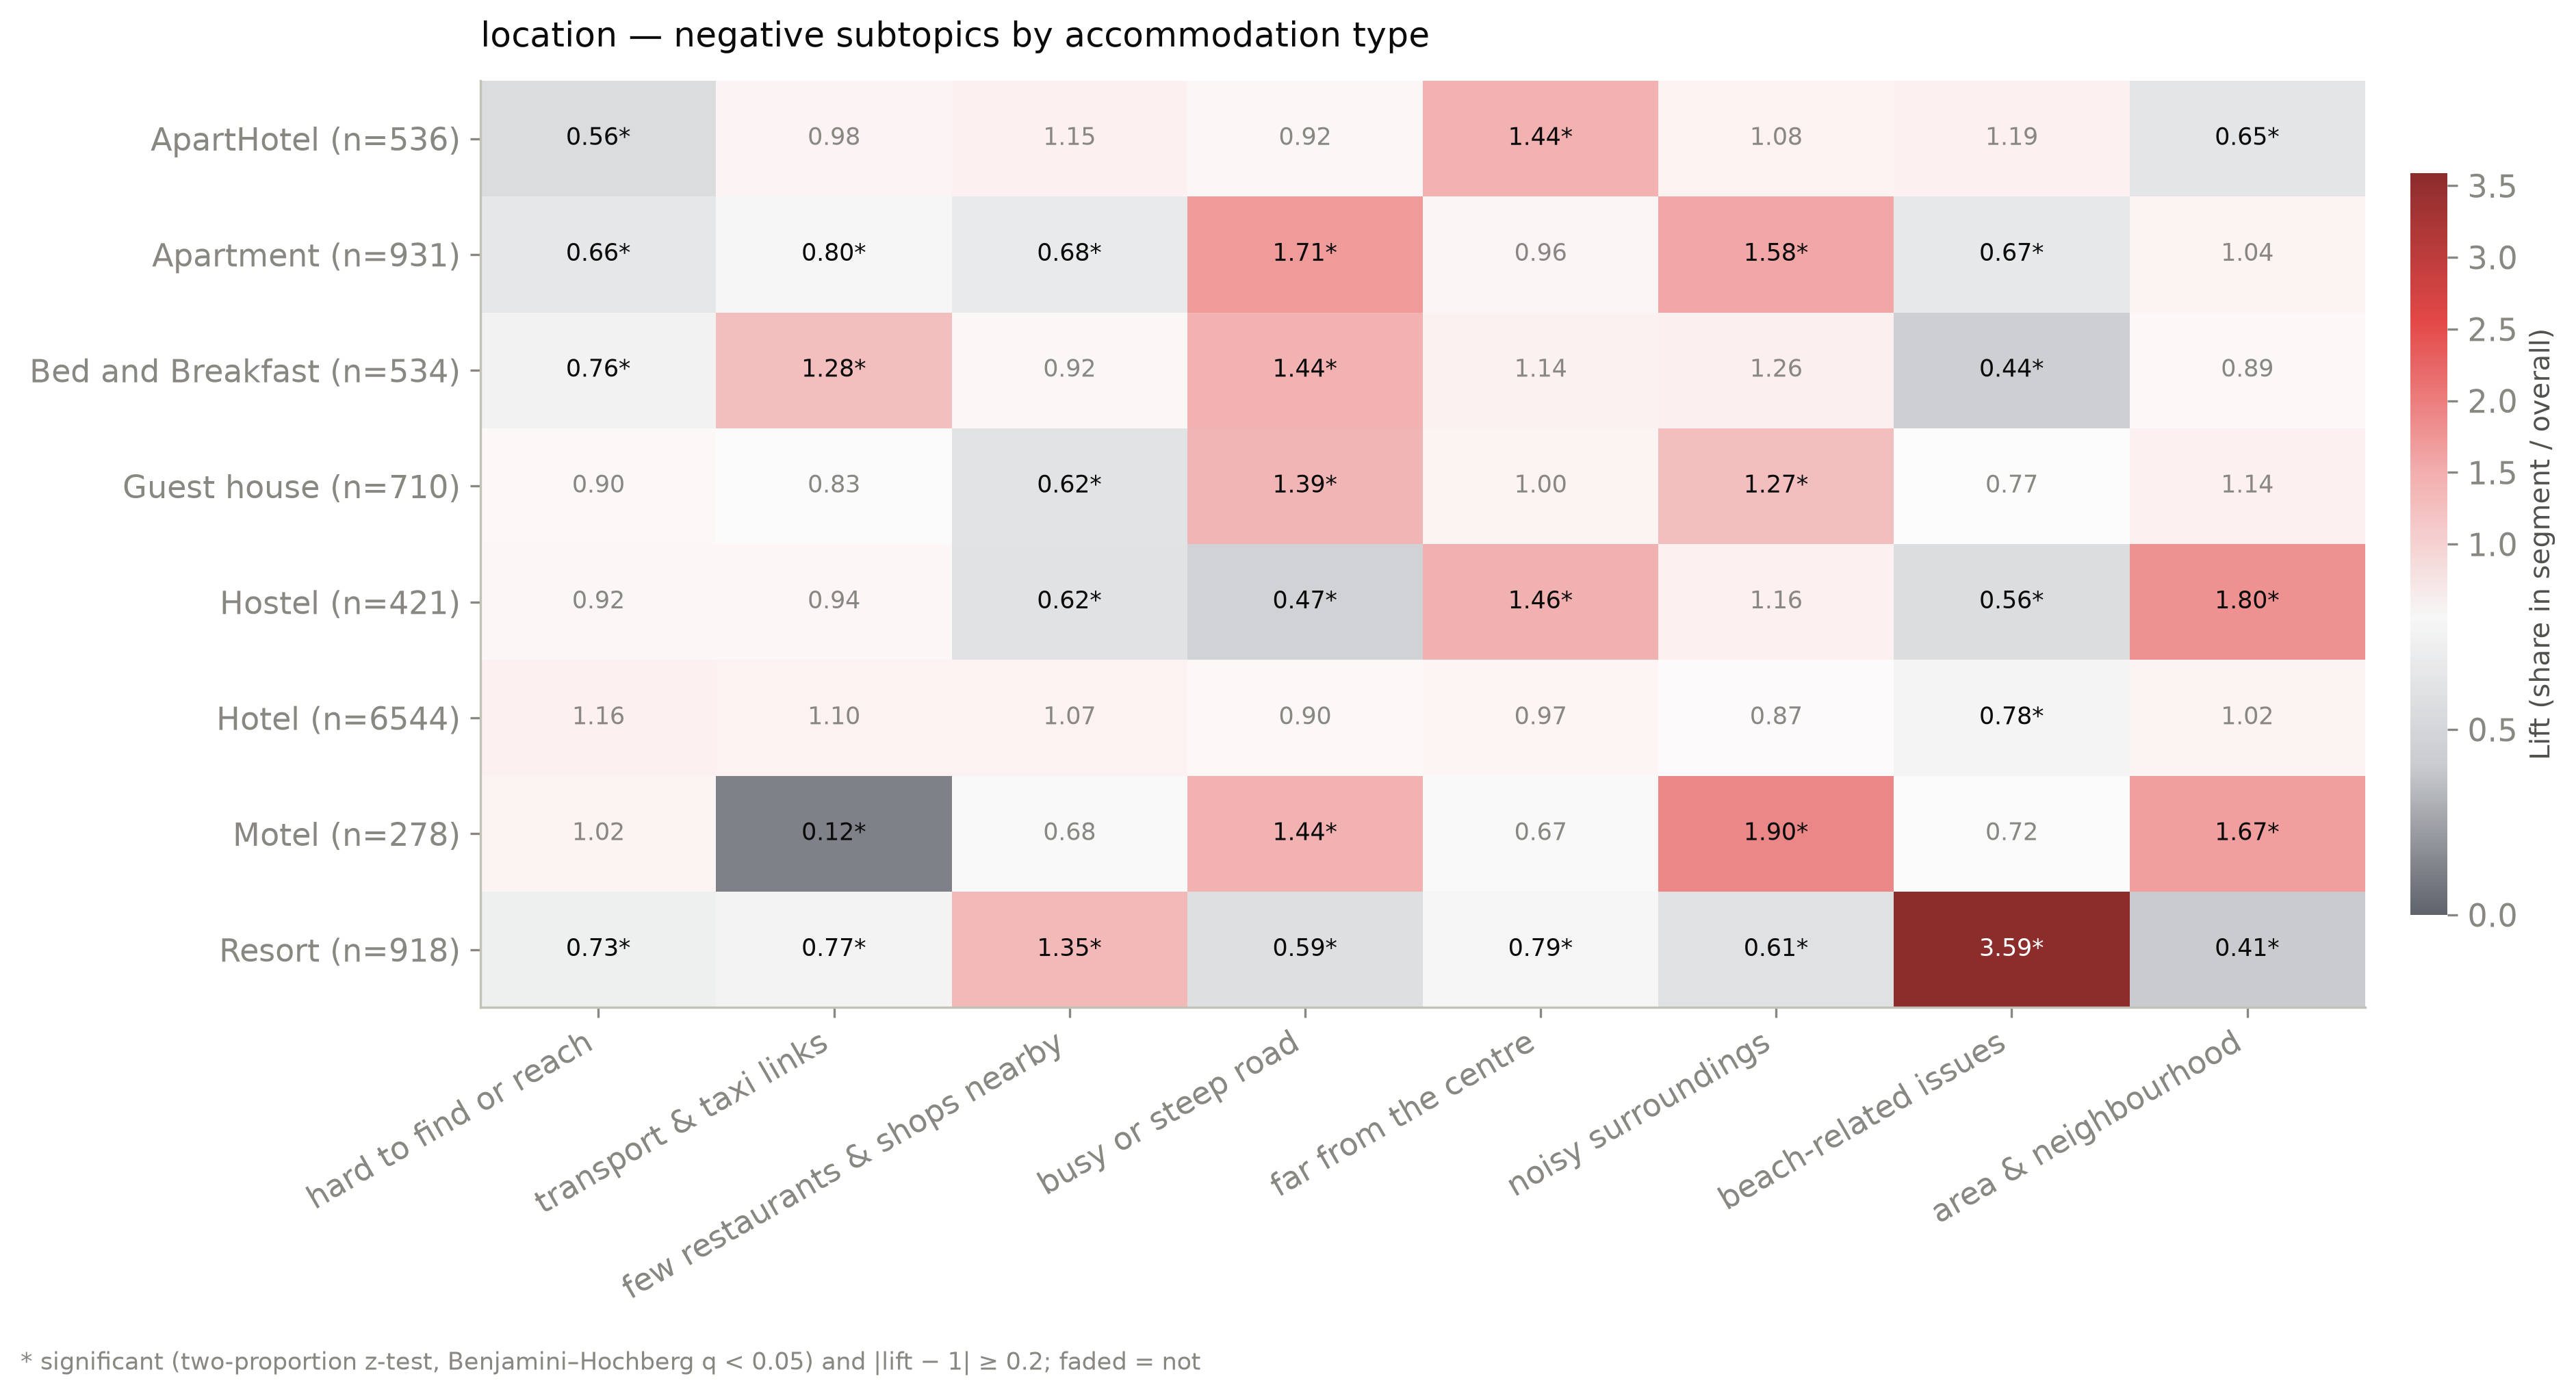 location — negative subtopics by accommodation type
ApartHotel (n=536) 0.56* 0.98 1.15 0.92 1.44* 1.08 1.19 0.65*
Apartment (n=931) 0.66* 0.80* 0.68* 1.71* 0.96 1.58* 0.67* 1.04
Bed and Breakfast (n=534) 0.76* 1.28* 0.92 1.44* 1.14 1.26 0.44* 0.89
Guest house (n=710) 0.90 0.83 0.62* 1.39* 1.00 1.27* 0.77 1.14
Hostel (n=421) 0.92 0.94 0.62* 0.47* 1.46* 1.16 0.56* 1.80*
Hotel (n=6544) 1.16 1.10 1.07 0.90 0.97 0.87 0.78* 1.02
Motel (n=278) 1.02 0.12* 0.68 1.44* 0.67 1.90* 0.72 1.67*
Resort (n=918) 0.73* 0.77* 1.35* 0.59* 0.79* 0.61* 3.59* 0.41*
hard to find or reach
transport & taxi links
few restaurants & shops nearby
busy or steep road
far from the centre
noisy surroundings
beach-related issues
area & neighbourhood
3.5
3.0
2.5
2.0
1.5
1.0
0.5
0.0
Lift (share in segment / overall)
* significant (two-proportion z-test, Benjamini–Hochberg q < 0.05) and |lift − 1| ≥ 0.2; faded = not